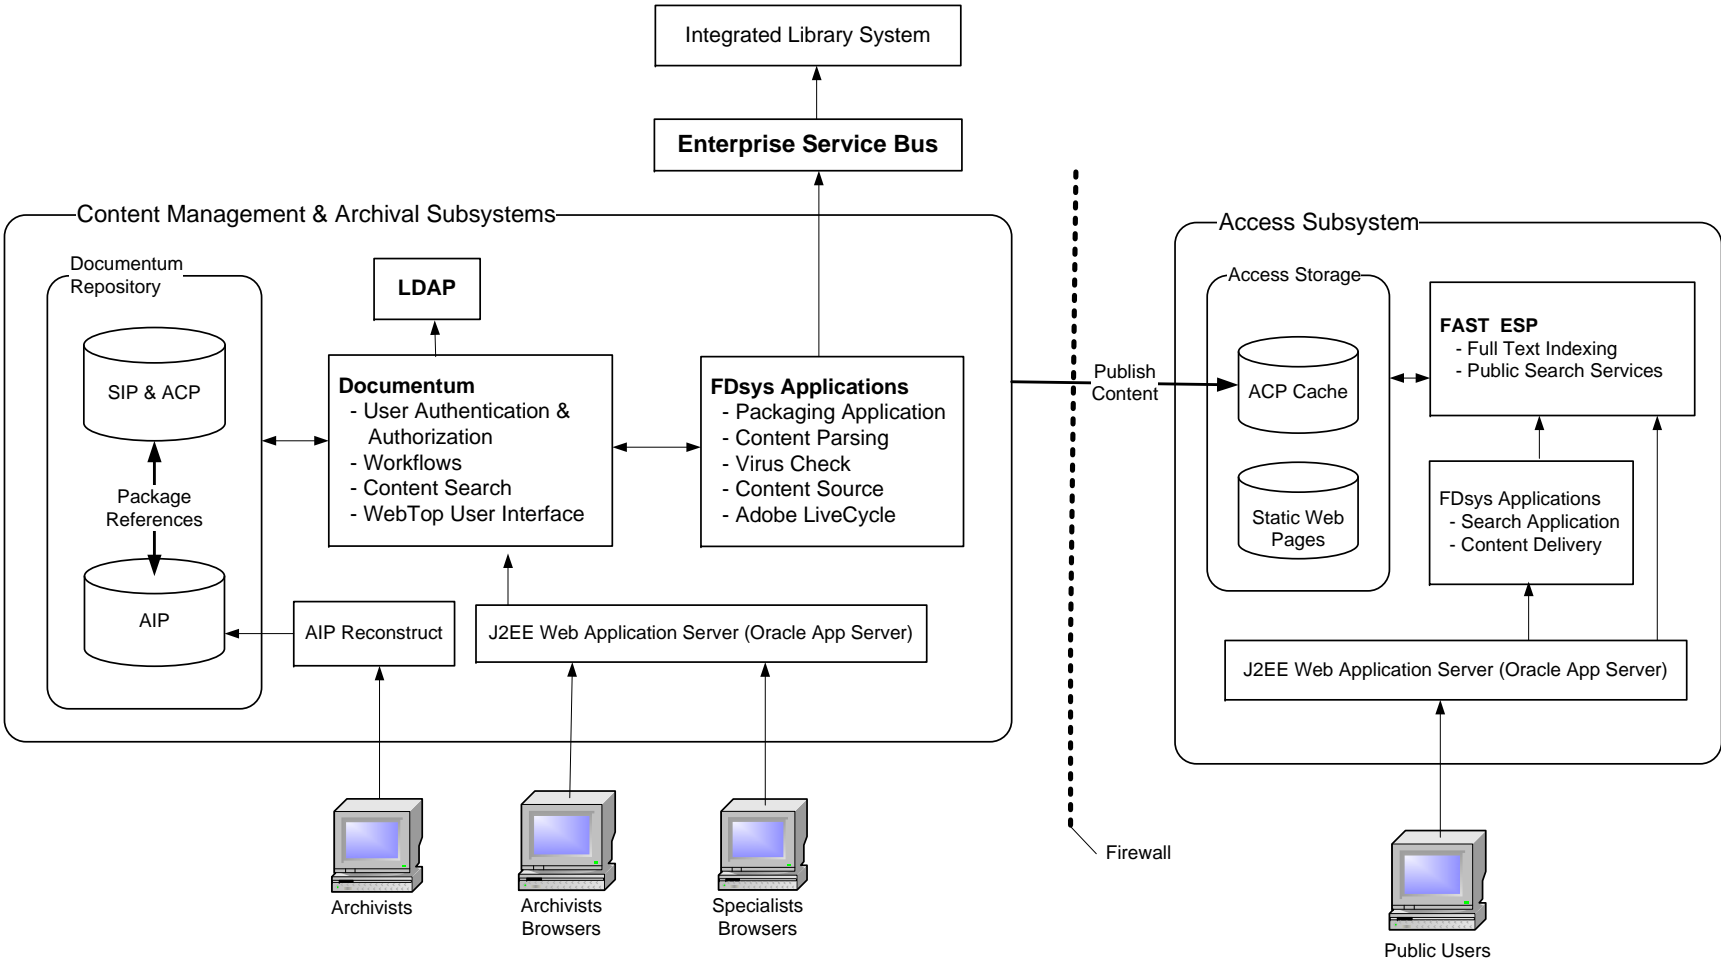 Integrated Library System
Enterprise Service Bus
Content Management & Archival Subsystems
Documentum
Repository
SIP & ACP
Package
References
AIP
LDAP
Documentum
- User Authentication &
Authorization
- Workflows
- Content Search
- WebTop User Interface
FDsys Applications
- Packaging Application
- Content Parsing
- Virus Check
- Content Source
- Adobe LiveCycle
AIP Reconstruct
J2EE Web Application Server (Oracle App Server)
Archivists
Archivists
Browsers
Specialists
Browsers
Publish
Content
Firewall
Access Subsystem
Access Storage
ACP Cache
Static Web
Pages
FAST ESP
- Full Text Indexing
- Public Search Services
FDsys Applications
- Search Application
- Content Delivery
J2EE Web Application Server (Oracle App Server)
Public Users